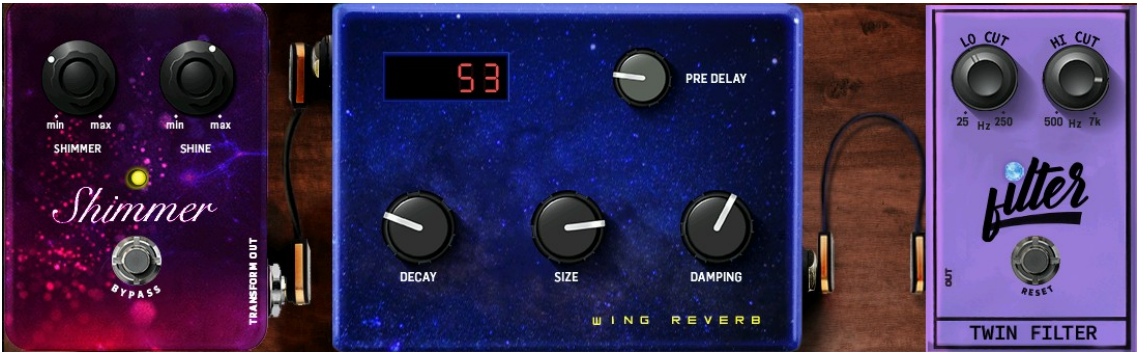 min max
SHIMMER
min max
SHINE
Shimmer
BYPASS
TRANSFORM OUT
53
PRE DELAY
DECAY
SIZE
DAMPING
WING REVERB
LO CUT
25 Hz 250
HI CUT
500 Hz 7k
filter
OUT
RESET
TWIN FILTER